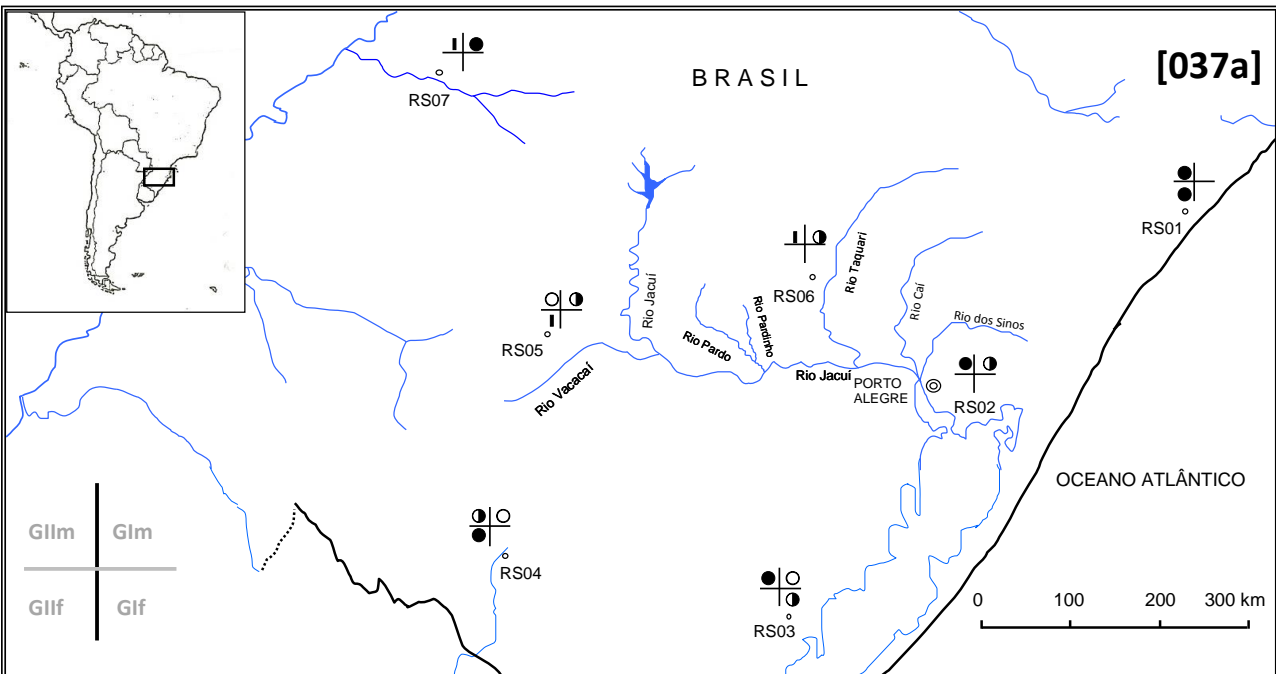 [037a]
BRASIL
RS07
RS01
Rio Jacuí
RS06
Rio Taquari
Rio Caí
Rio dos Sinos
RS05
Rio Pardo
Rio Pardinho
Rio Vacacaí
Rio Jacuí
PORTO
ALEGRE
RS02
OCEANO ATLÂNTICO
GIIm GIm
GIIf GIf
RS04
RS03
0 100 200 300 km